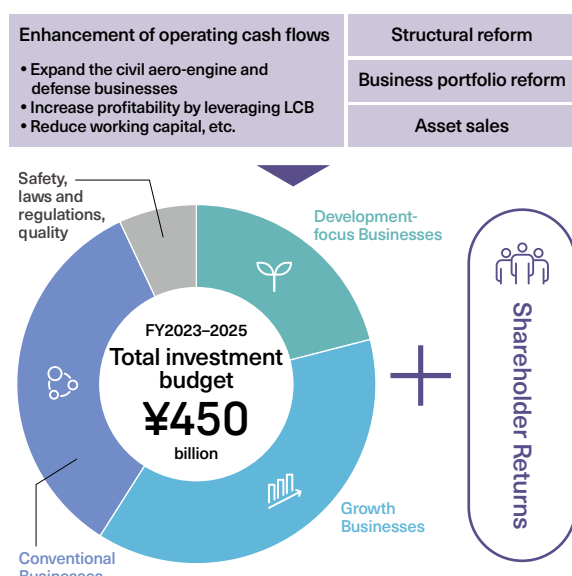 Enhancement of operating cash flows
• Expand the civil aero-engine and
defense businesses
• Increase profitability by leveraging LCB
• Reduce working capital, etc.
Structural reform
Business portfolio reform
Asset sales
Safety,
laws and
regulations,
quality
Development-
focus Businesses
FY2023–2025
Total investment
budget
¥450
billion
Growth
Businesses
Conventional
Businesses
Shareholder Returns